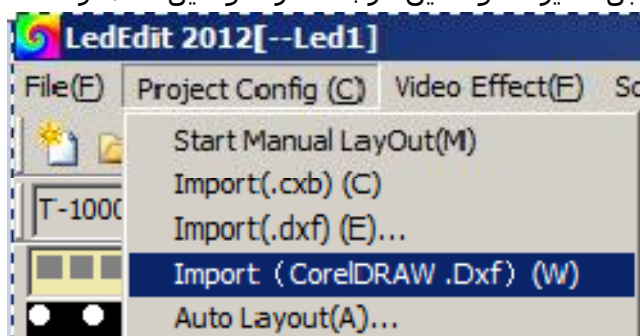 LedEdit 2012[--Led1]
File(F) Project Config (C) Video Effect(F)
T-1000
Start Manual LayOut(M)
Import(.cxb) (C)
Import(.dxf) (E)...
Import (CorelDRAW .Dxf) (W)
Auto Layout(A)...